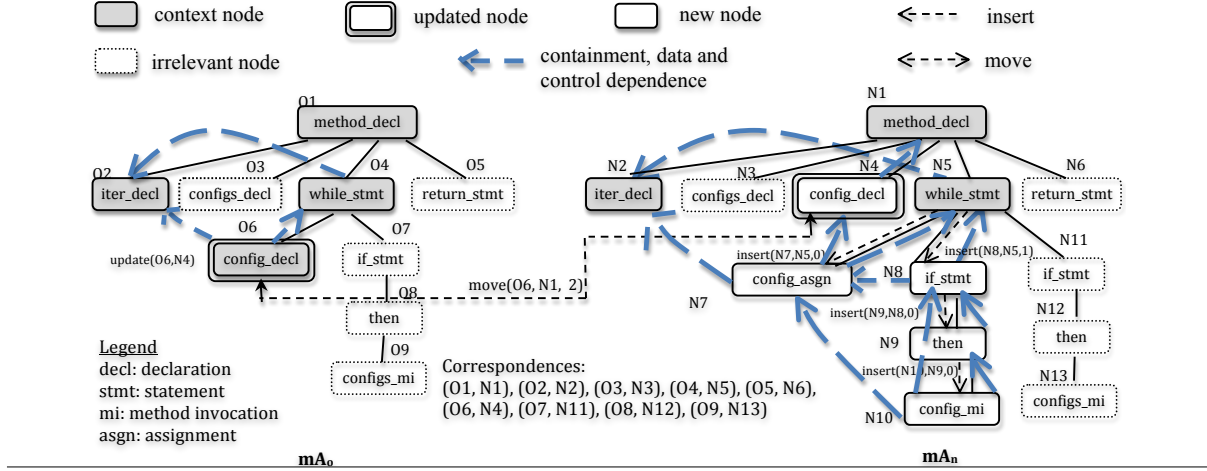 context node
updated node
new node
insert
irrelevant node
containment, data and
control dependence
move
O1
method_decl
O2
O3
O4
O5
iter_decl
configs_decl
while_stmt
return_stmt
O6
O7
update(O6,N4)
config_decl
if_stmt
O8
then
O9
configs_mi
move(O6, N1, 2)
N1
method_decl
N2
N3
N4
N5
N6
iter_decl
configs_decl
config_decl
while_stmt
return_stmt
insert(N7,N5,0)
insert(N8,N5,1)
N11
config_asgn
N8
if_stmt
if_stmt
N7
insert(N9,N8,0)
N12
N9
then
then
insert(N10,N9,0)
N13
N10
config_mi
configs_mi
Legend
decl: declaration
stmt: statement
mi: method invocation
asgn: assignment
Correspondences:
(O1, N1), (O2, N2), (O3, N3), (O4, N5), (O5, N6),
(O6, N4), (O7, N11), (O8, N12), (O9, N13)
mAo
mAn